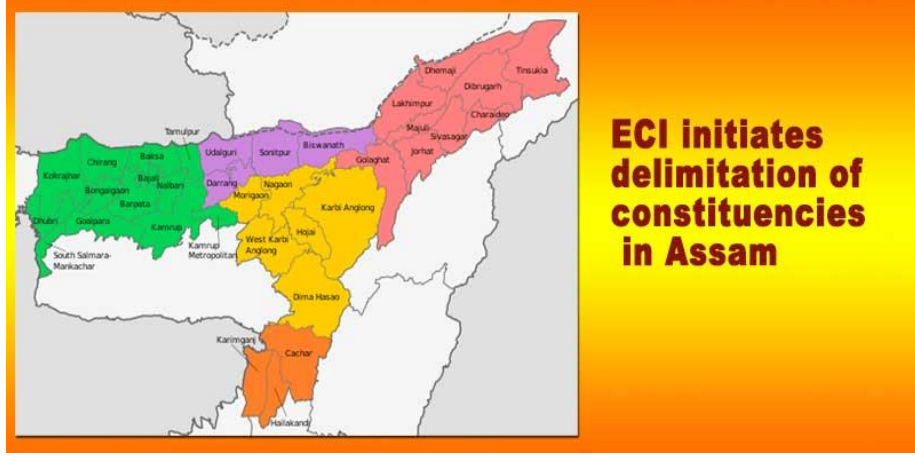 ECI initiates
delimitation of
constituencies
in Assam
Tinsukia
Dhemaji
Dibrugarh
Lakhimpur
Charaideo
Majuli
Sivasagar
Jorhat
Golaghat
Tamulpur
Biswanath
Udalguri
Sonitpur
Baksa
Chirang
Kokrajhar
Bajali
Nalbari
Darrang
Nagaon
Bongaigaon
Morigaon
Barpeta
Karbi Anglong
Dhubri
Goalpara
Kamrup
Hojai
West Karbi
Anglong
Kamrup
Metropolitan
South Salmara-
Mankachar
Dima Hasao
Karimganj
Cachar
Hailakandi